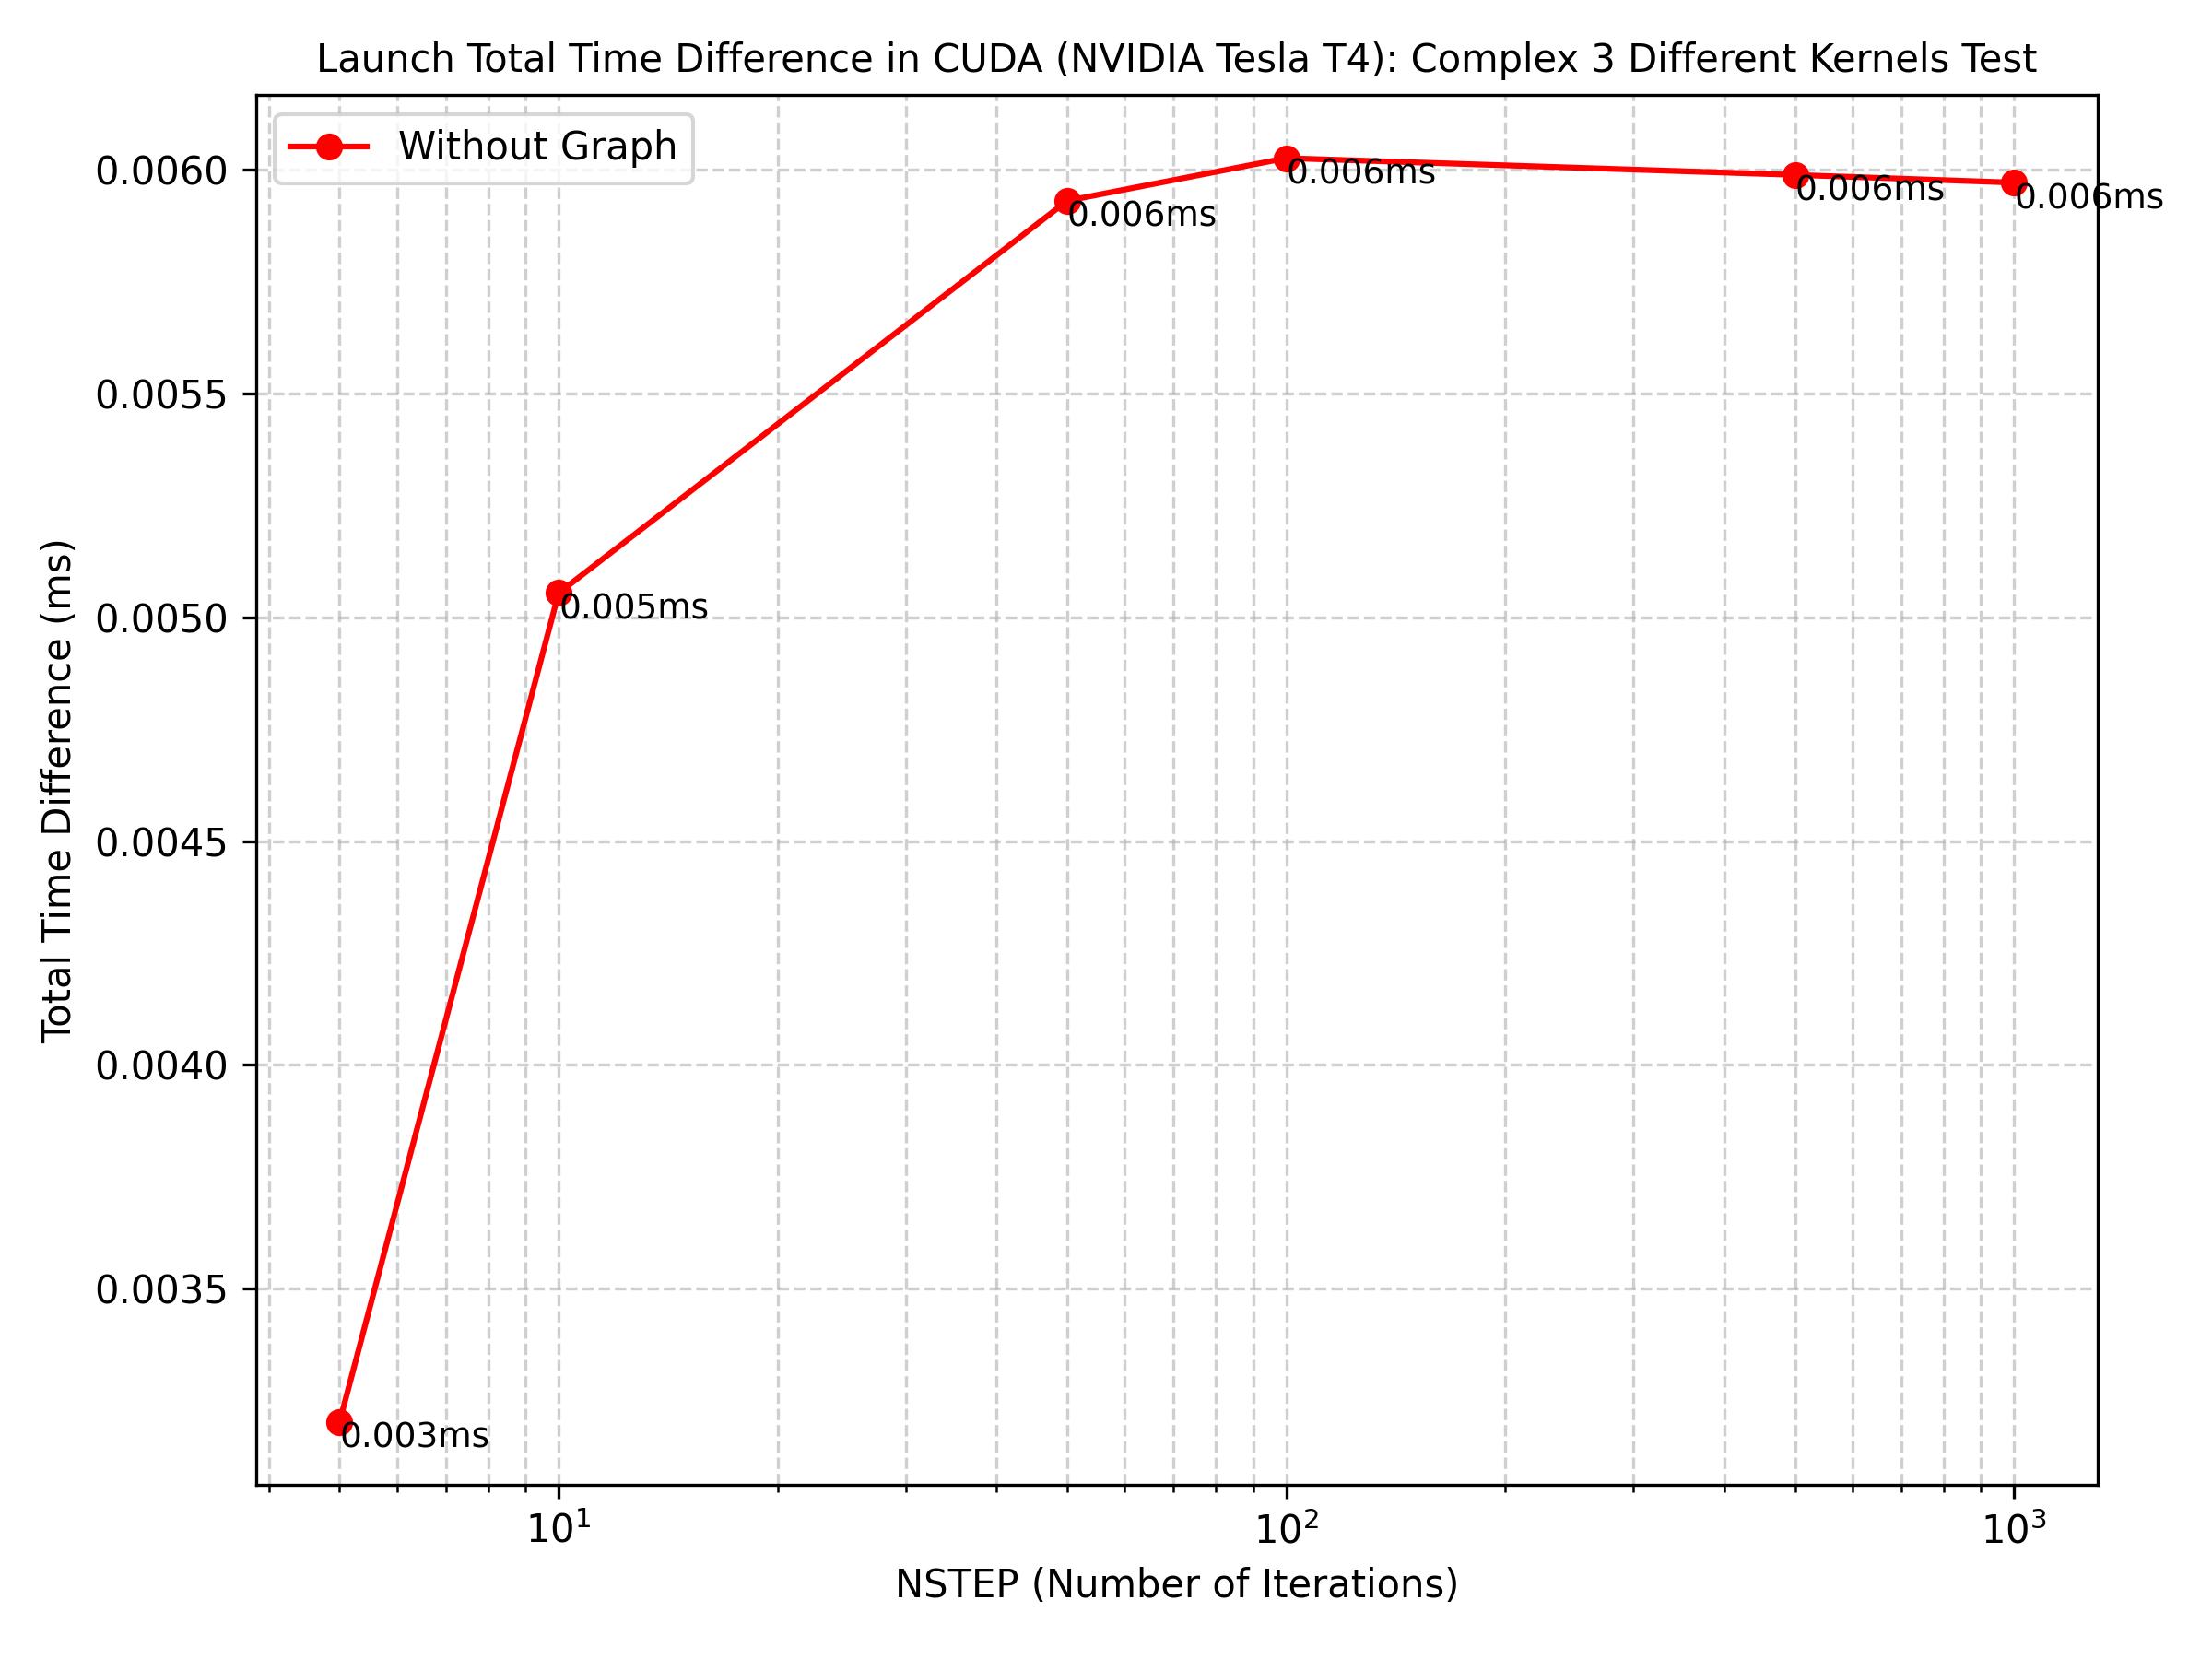 Launch Total Time Difference in CUDA (NVIDIA Tesla T4): Complex 3 Different Kernels Test
Without Graph
Total Time Difference (ms)
0.0060
0.0055
0.0050
0.0045
0.0040
0.0035
0.003ms
0.005ms
0.006ms
0.006ms
0.006ms
0.006ms
10¹
10²
10³
NSTEP (Number of Iterations)